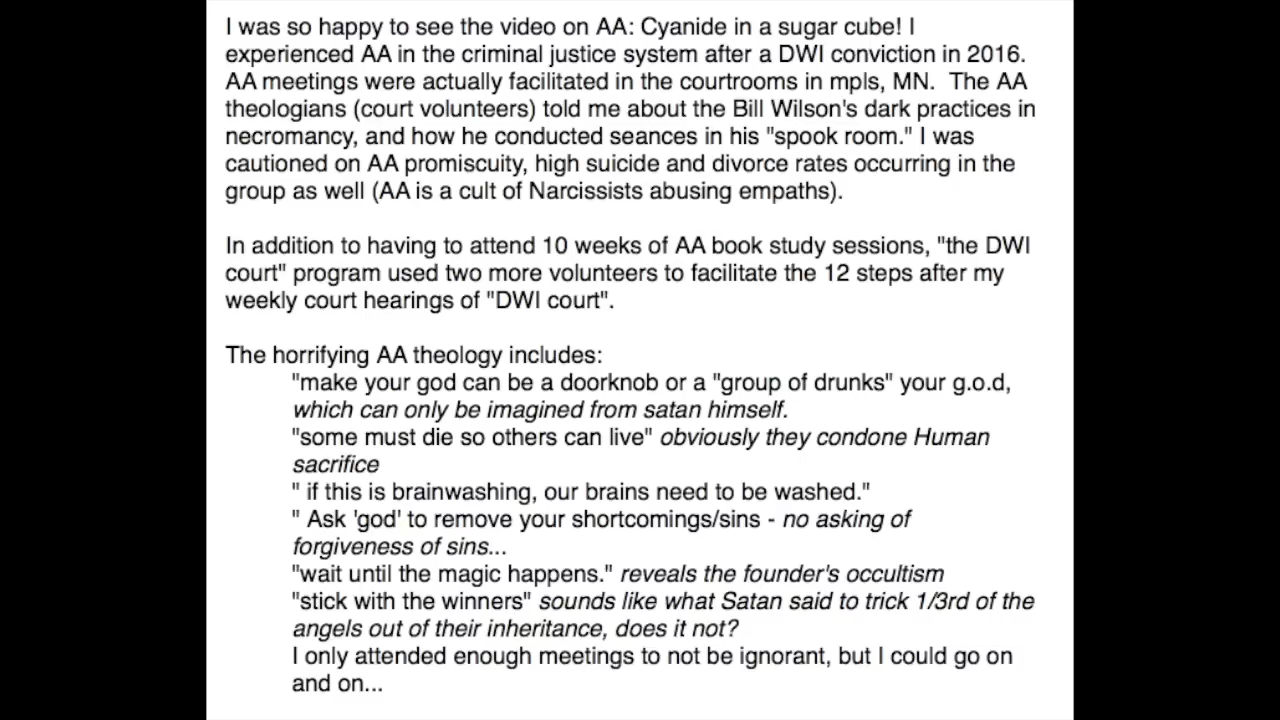 I was so happy to see the video on AA: Cyanide in a sugar cube! I
experienced AA in the criminal justice system after a DWI conviction in 2016.
AA meetings were actually facilitated in the courtrooms in mpls, MN.  The AA
theologians (court volunteers) told me about the Bill Wilson's dark practices in
necromancy, and how he conducted seances in his "spook room." I was
cautioned on AA promiscuity, high suicide and divorce rates occurring in the
group as well (AA is a cult of Narcissists abusing empaths).

In addition to having to attend 10 weeks of AA book study sessions, "the DWI
court" program used two more volunteers to facilitate the 12 steps after my
weekly court hearings of "DWI court".

The horrifying AA theology includes:
"make your god can be a doorknob or a "group of drunks" your g.o.d,
which can only be imagined from satan himself.
"some must die so others can live" obviously they condone Human
sacrifice
" if this is brainwashing, our brains need to be washed."
" Ask 'god' to remove your shortcomings/sins - no asking of
forgiveness of sins...
"wait until the magic happens." reveals the founder's occultism
"stick with the winners" sounds like what Satan said to trick 1/3rd of the
angels out of their inheritance, does it not?
I only attended enough meetings to not be ignorant, but I could go on
and on...